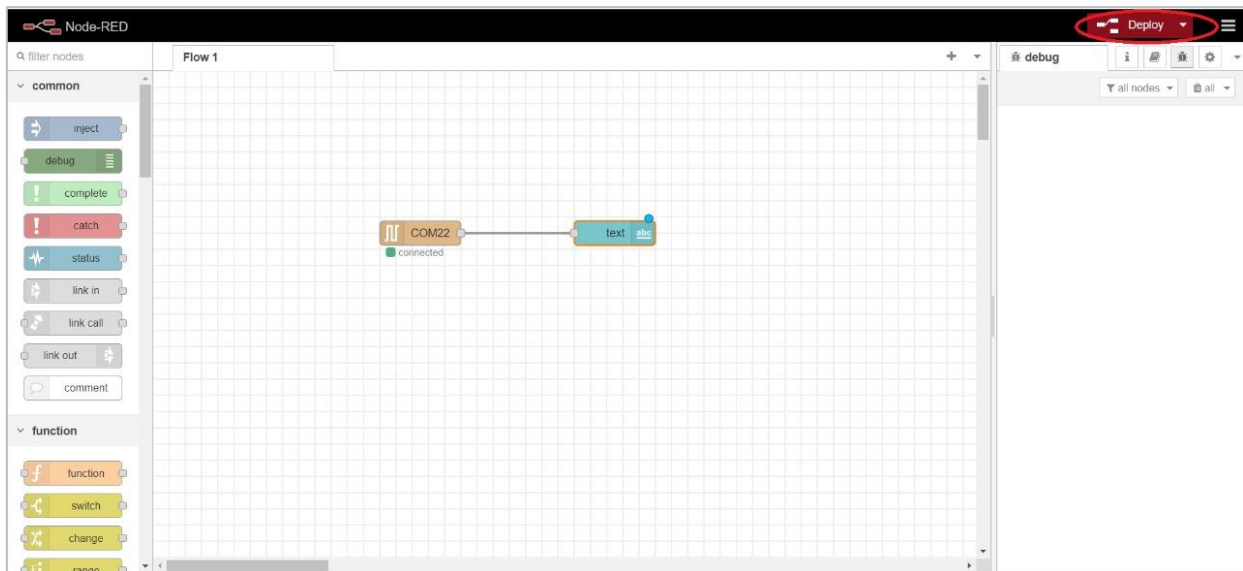 Node-RED
Deploy
filter nodes
Flow 1
debug
i
all nodes
all
common
inject
debug
complete
catch
status
link in
link call
link out
comment
function
function
switch
change
range
COM22
connected
text
abc